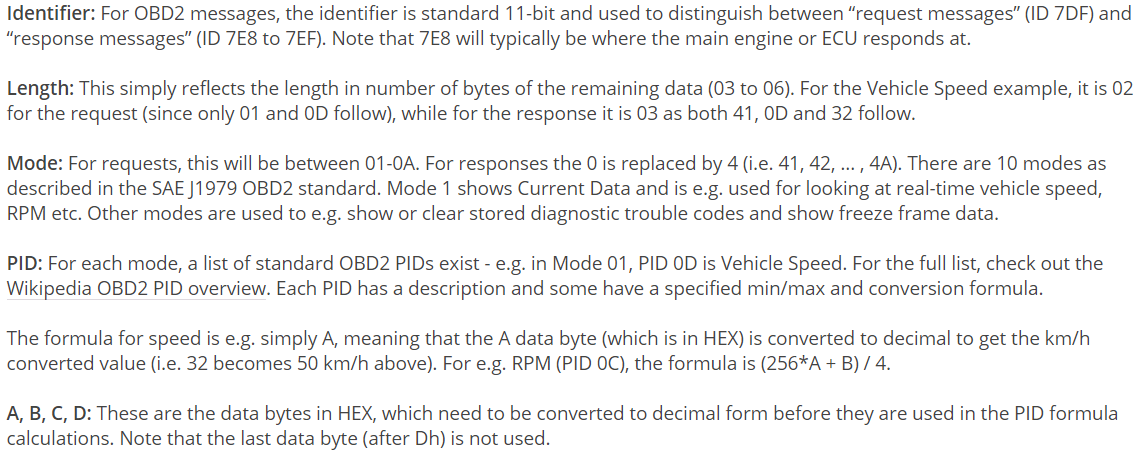 Identifier: For OBD2 messages, the identifier is standard 11-bit and used to distinguish between “request messages” (ID 7DF) and
“response messages” (ID 7E8 to 7EF). Note that 7E8 will typically be where the main engine or ECU responds at.
Length: This simply reflects the length in number of bytes of the remaining data (03 to 06). For the Vehicle Speed example, it is 02
for the request (since only 01 and 0D follow), while for the response it is 03 as both 41, 0D and 32 follow.
Mode: For requests, this will be between 01-0A. For responses the 0 is replaced by 4 (i.e. 41, 42, ... , 4A). There are 10 modes as
described in the SAE J1979 OBD2 standard. Mode 1 shows Current Data and is e.g. used for looking at real-time vehicle speed,
RPM etc. Other modes are used to e.g. show or clear stored diagnostic trouble codes and show freeze frame data.
PID: For each mode, a list of standard OBD2 PIDs exist - e.g. in Mode 01, PID 0D is Vehicle Speed. For the full list, check out the
Wikipedia OBD2 PID overview. Each PID has a description and some have a specified min/max and conversion formula.
The formula for speed is e.g. simply A, meaning that the A data byte (which is in HEX) is converted to decimal to get the km/h
converted value (i.e. 32 becomes 50 km/h above). For e.g. RPM (PID 0C), the formula is (256*A + B) / 4.
A, B, C, D: These are the data bytes in HEX, which need to be converted to decimal form before they are used in the PID formula
calculations. Note that the last data byte (after Dh) is not used.